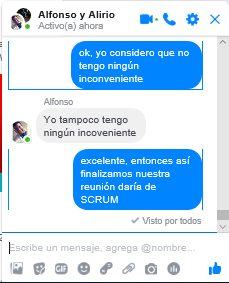 Alfonso y Alirio
Activo(a) ahora
ok, yo considero que no
tengo ningún
inconveniente
Alfonso
Yo tampoco tengo
ningún incoveniente
excelente, entonces así
finalizamos nuestra
reunión daría de
SCRUM
Visto por todos
Escribe un mensaje, agrega @nombre...
GIF